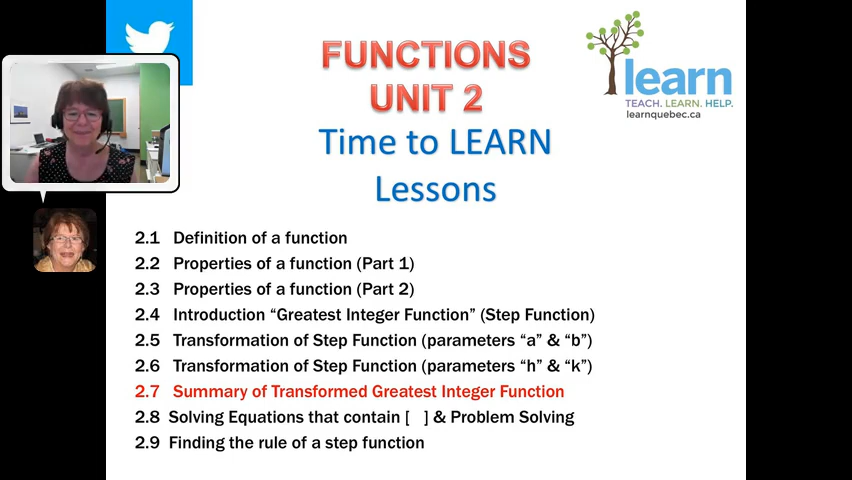 FUNCTIONS
UNIT 2
Time to LEARN
Lessons
learn
TEACH. LEARN. HELP.
learnquebec.ca
2.1 Definition of a function
2.2 Properties of a function (Part 1)
2.3 Properties of a function (Part 2)
2.4 Introduction “Greatest Integer Function” (Step Function)
2.5 Transformation of Step Function (parameters “a” & “b”)
2.6 Transformation of Step Function (parameters “h” & “k”)
2.7 Summary of Transformed Greatest Integer Function
2.8 Solving Equations that contain [ ] & Problem Solving
2.9 Finding the rule of a step function